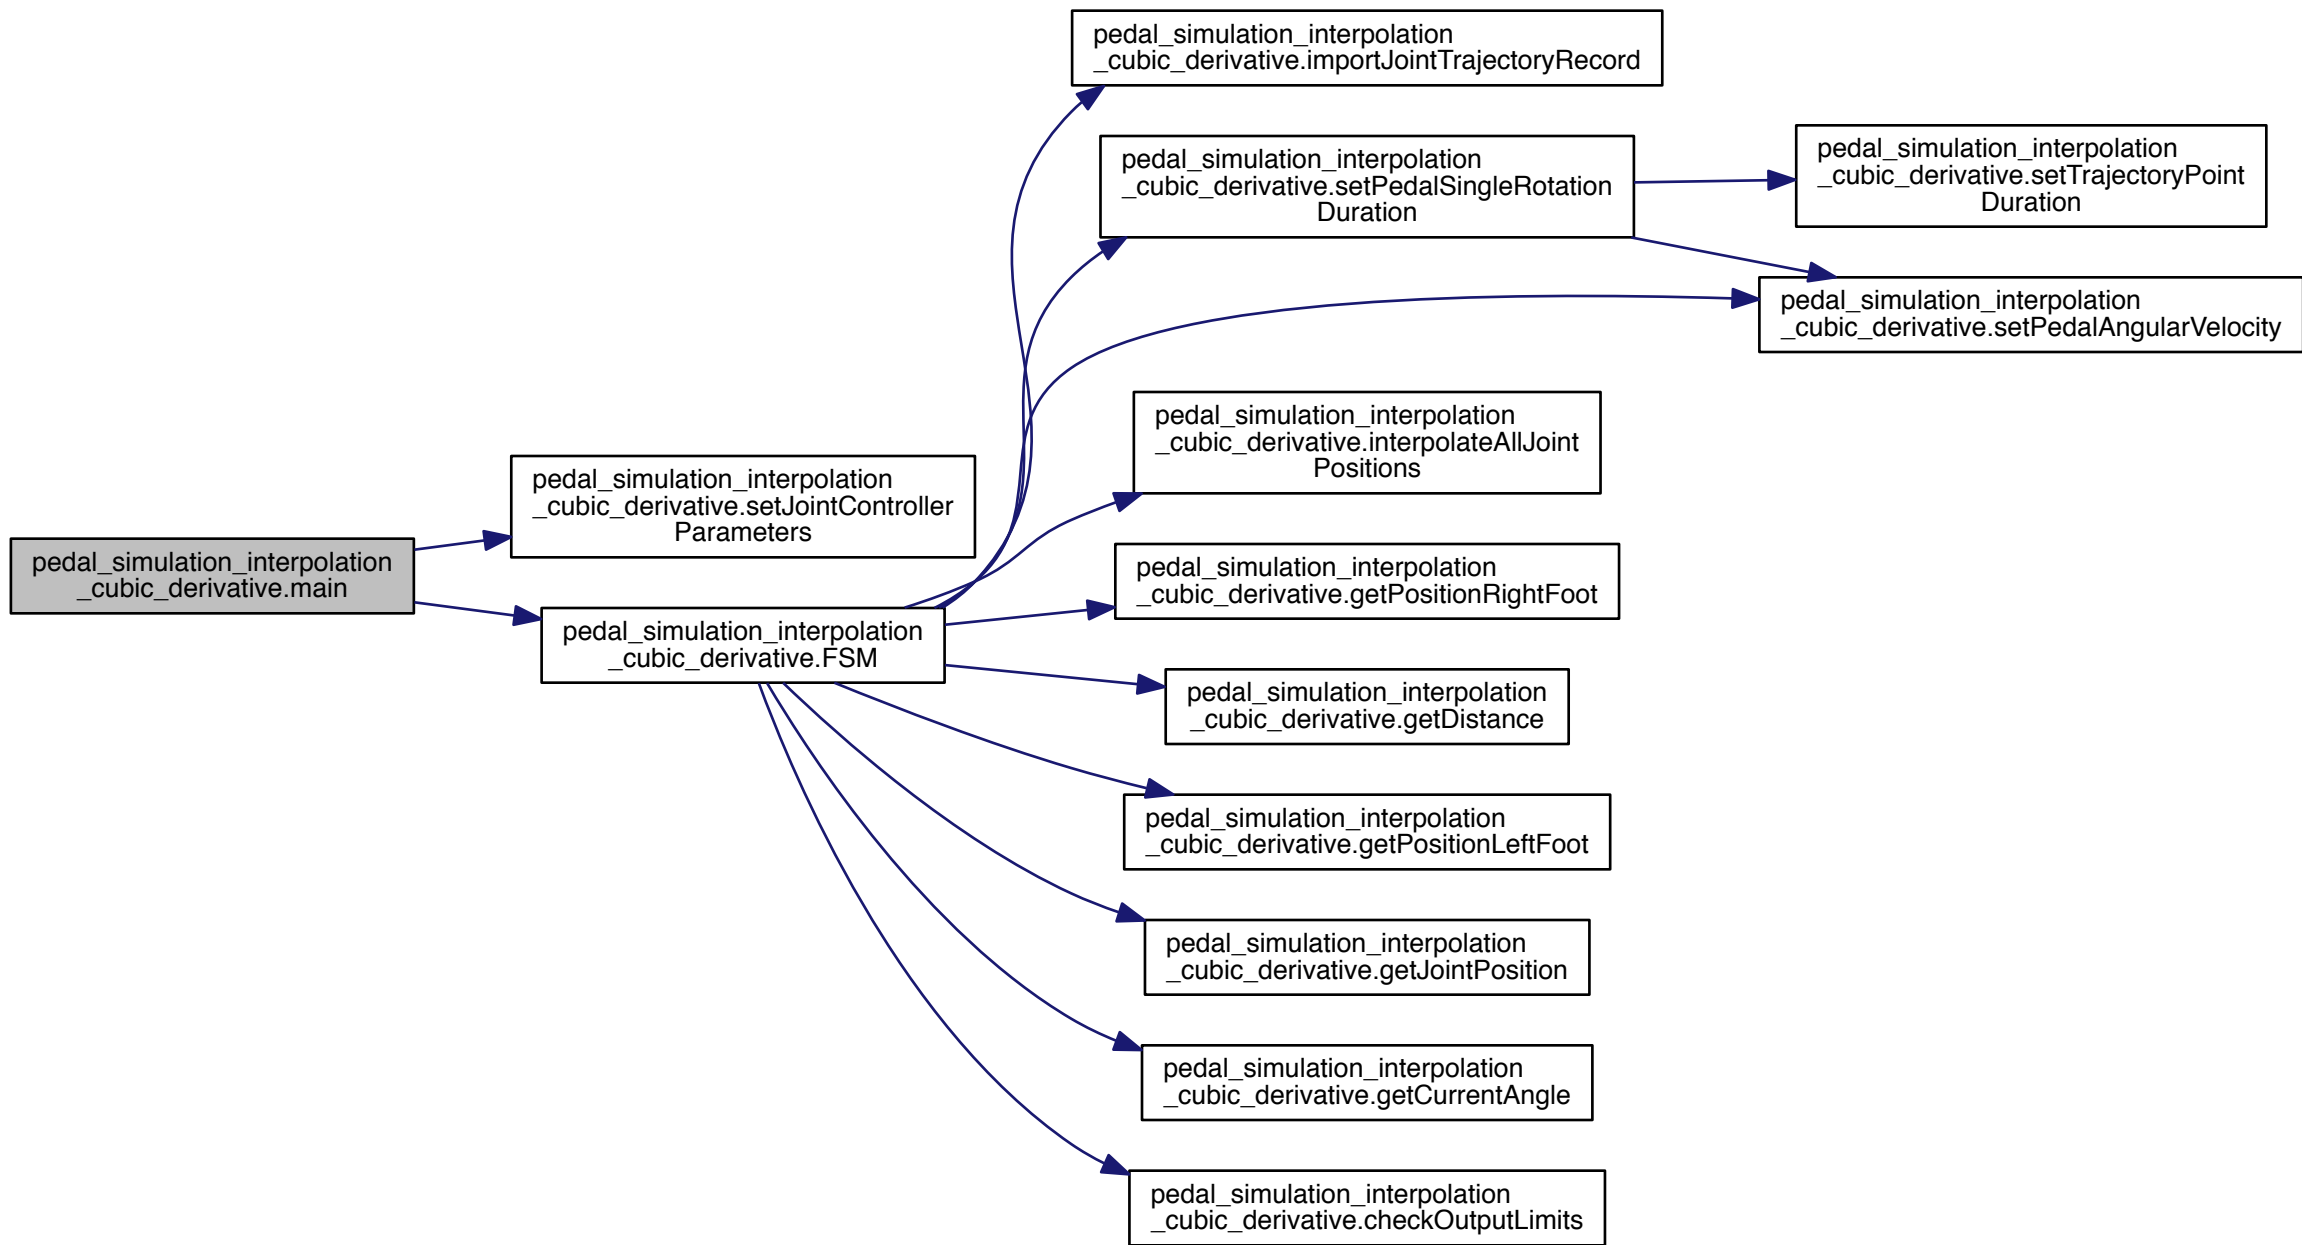 pedal_simulation_interpolation
_cubic_derivative.importJointTrajectoryRecord
pedal_simulation_interpolation
_cubic_derivative.setPedalSingleRotation
Duration
pedal_simulation_interpolation
_cubic_derivative.setTrajectoryPoint
Duration
pedal_simulation_interpolation
_cubic_derivative.setPedalAngularVelocity
pedal_simulation_interpolation
_cubic_derivative.interpolateAllJoint
Positions
pedal_simulation_interpolation
_cubic_derivative.setJointController
Parameters
pedal_simulation_interpolation
_cubic_derivative.main
pedal_simulation_interpolation
_cubic_derivative.getPositionRightFoot
pedal_simulation_interpolation
_cubic_derivative.FSM
pedal_simulation_interpolation
_cubic_derivative.getDistance
pedal_simulation_interpolation
_cubic_derivative.getPositionLeftFoot
pedal_simulation_interpolation
_cubic_derivative.getJointPosition
pedal_simulation_interpolation
_cubic_derivative.getCurrentAngle
pedal_simulation_interpolation
_cubic_derivative.checkOutputLimits